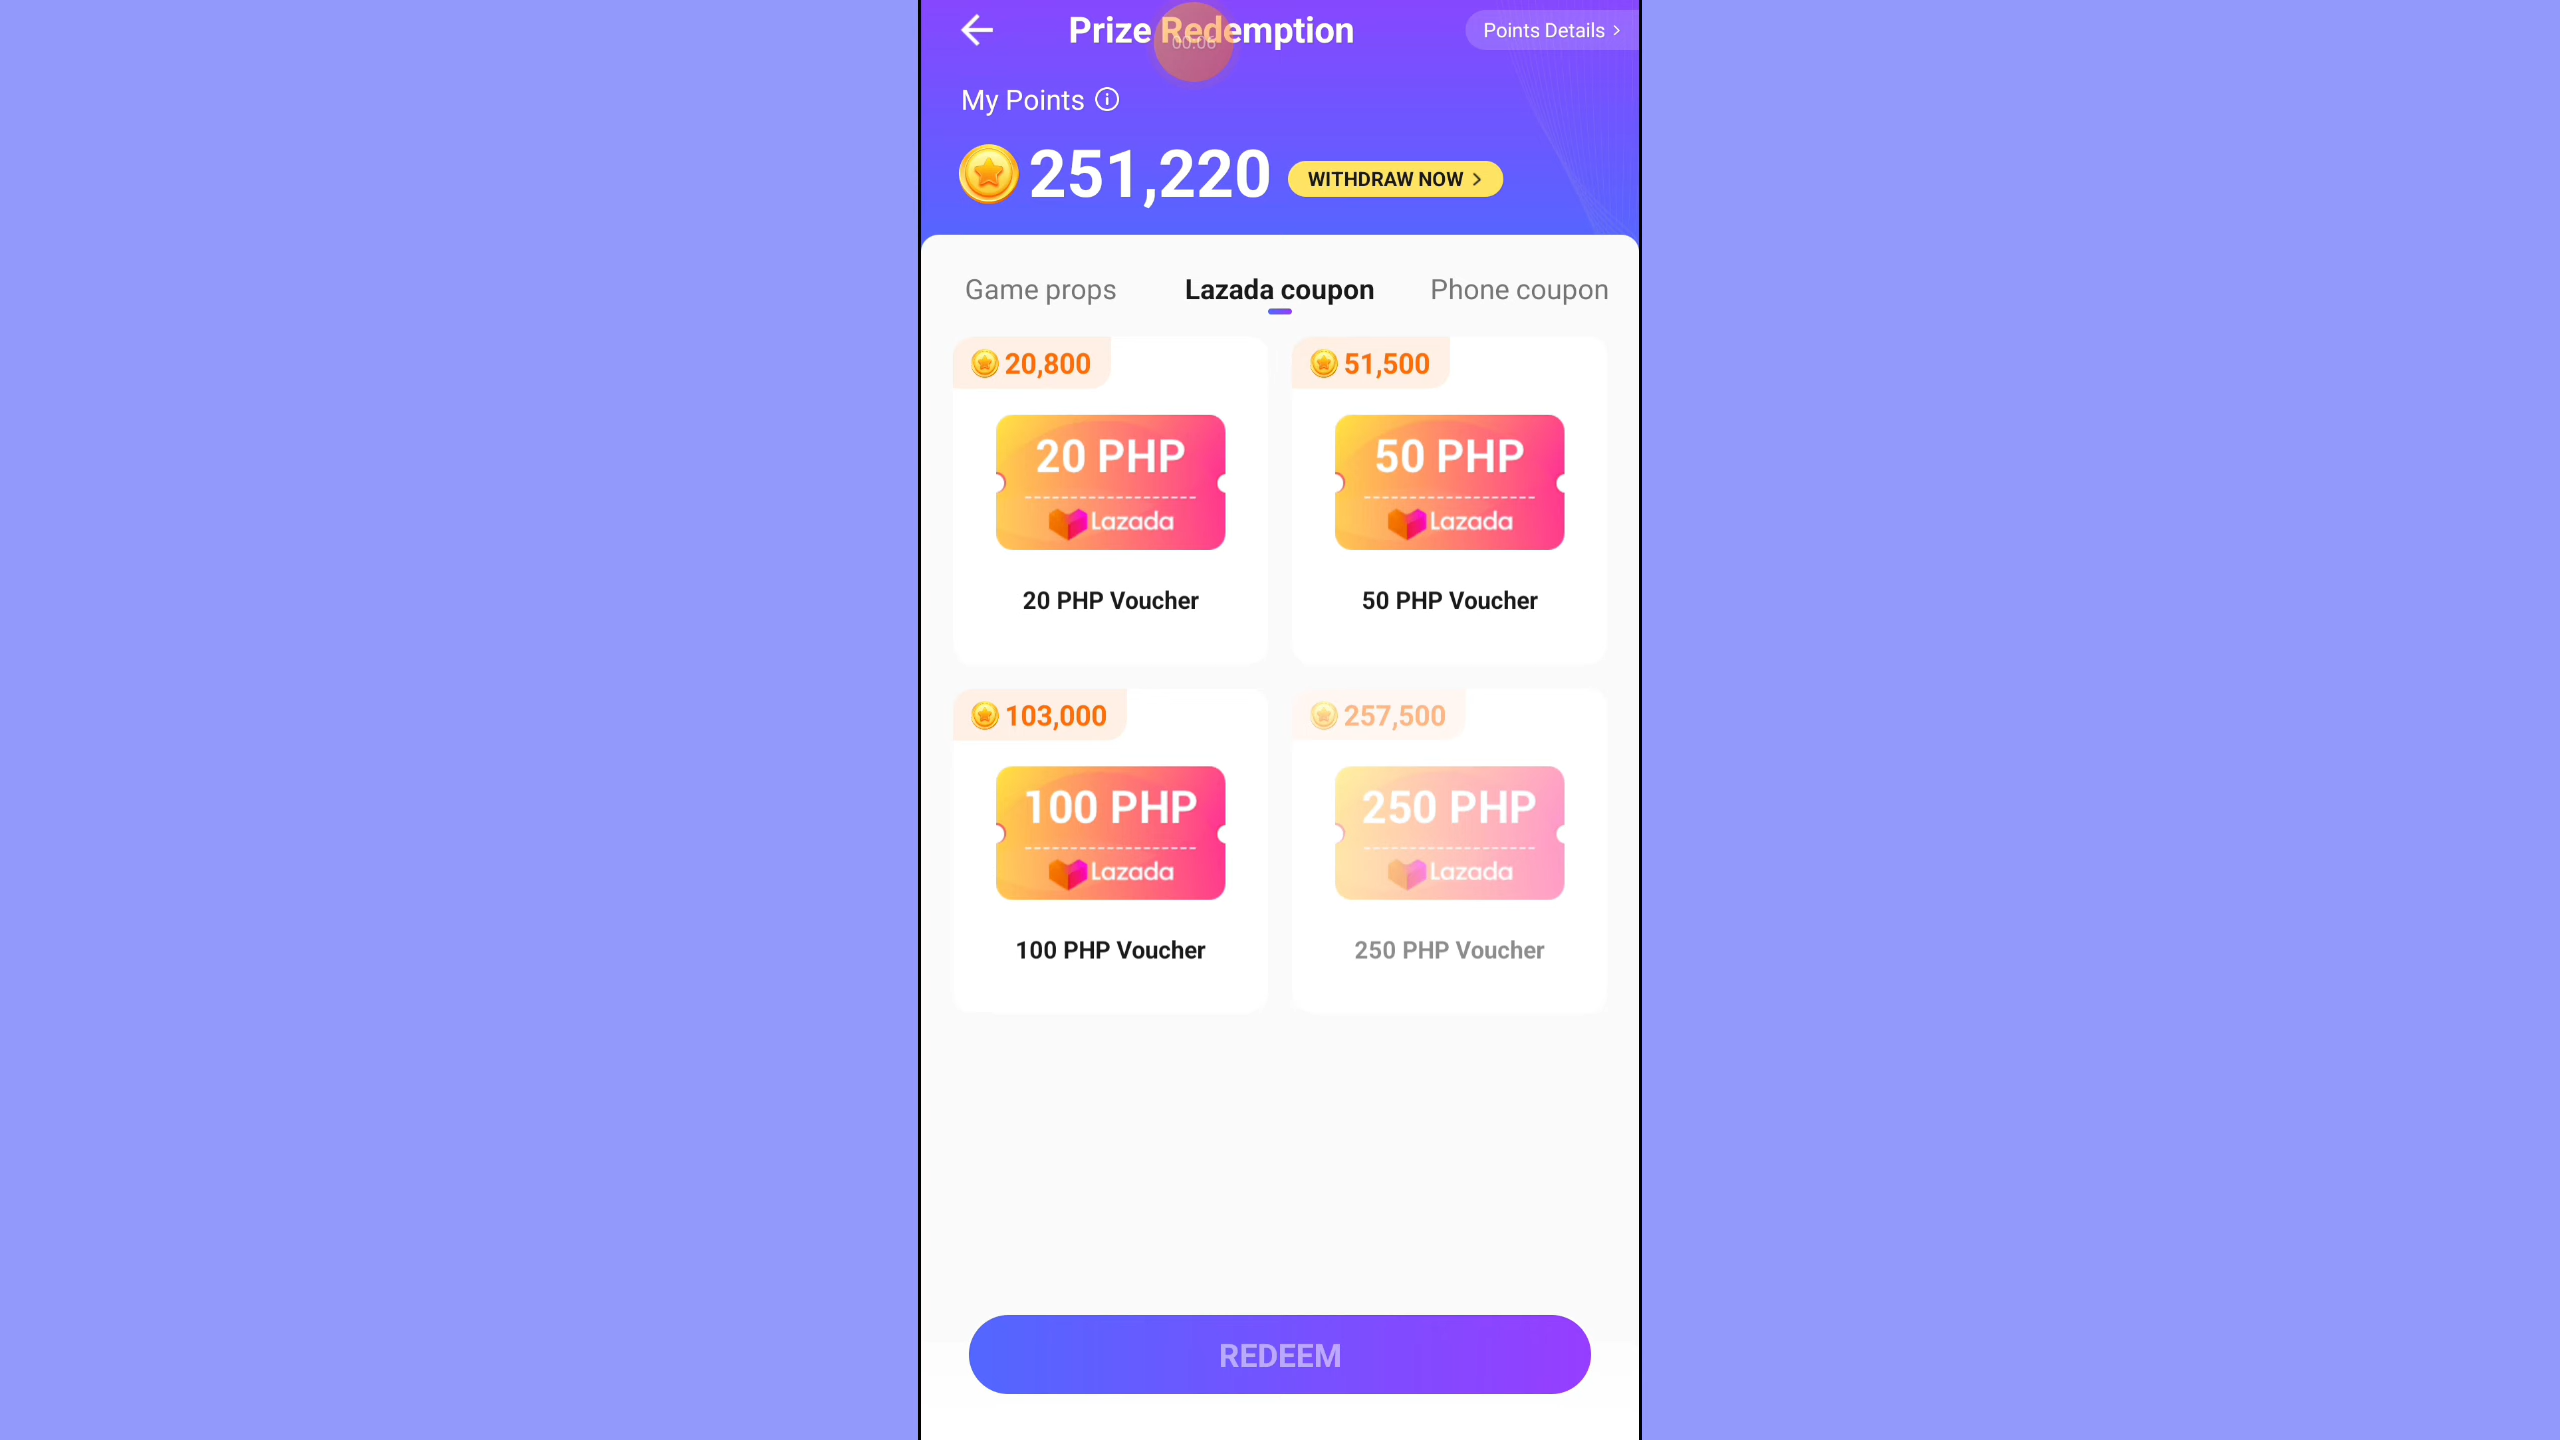 Prize Redemption
00:06
Points Details >
My Points
251,220
WITHDRAW NOW >
Game props
Lazada coupon
Phone coupon
20,800
51,500
20 PHP
Lazada
50 PHP
Lazada
20 PHP Voucher
50 PHP Voucher
103,000
257,500
100 PHP
Lazada
250 PHP
Lazada
100 PHP Voucher
250 PHP Voucher
REDEEM